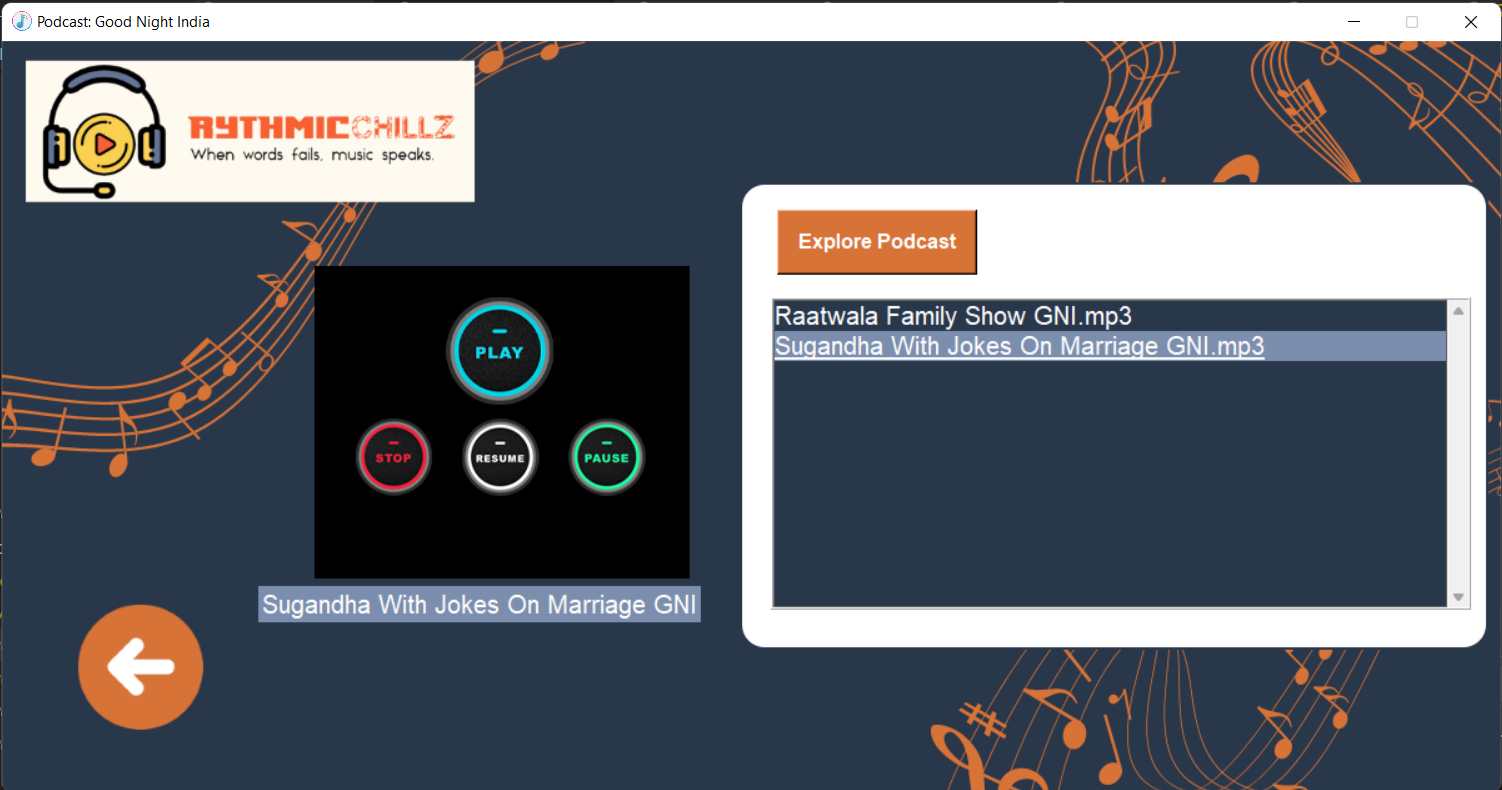 Podcast: Good Night India
RYTHMICCHILLZ
When words fails, music speaks.
Explore Podcast
Raatwala Family Show GNI.mp3
Sugandha With Jokes On Marriage GNI.mp3
PLAY
STOP
RESUME
PAUSE
Sugandha With Jokes On Marriage GNI